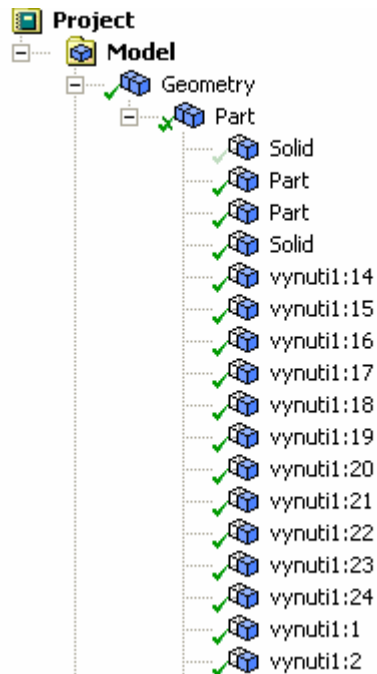 Project
Model
Geometry
Part
Solid
Part
Part
Solid
vynuti1:14
vynuti1:15
vynuti1:16
vynuti1:17
vynuti1:18
vynuti1:19
vynuti1:20
vynuti1:21
vynuti1:22
vynuti1:23
vynuti1:24
vynuti1:1
vynuti1:2